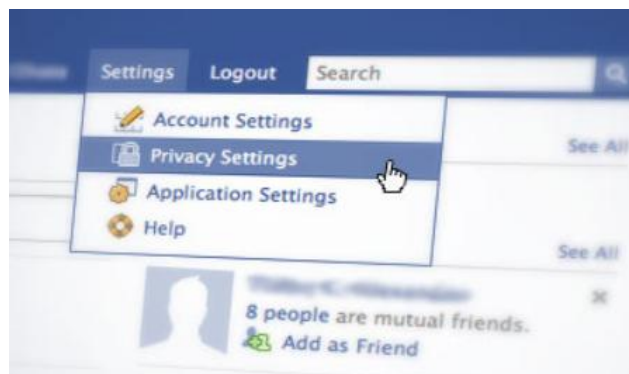 Settings Logout Search
Account Settings
Privacy Settings
See All
Application Settings
Help
See All
8 people are mutual friends.
Add as Friend